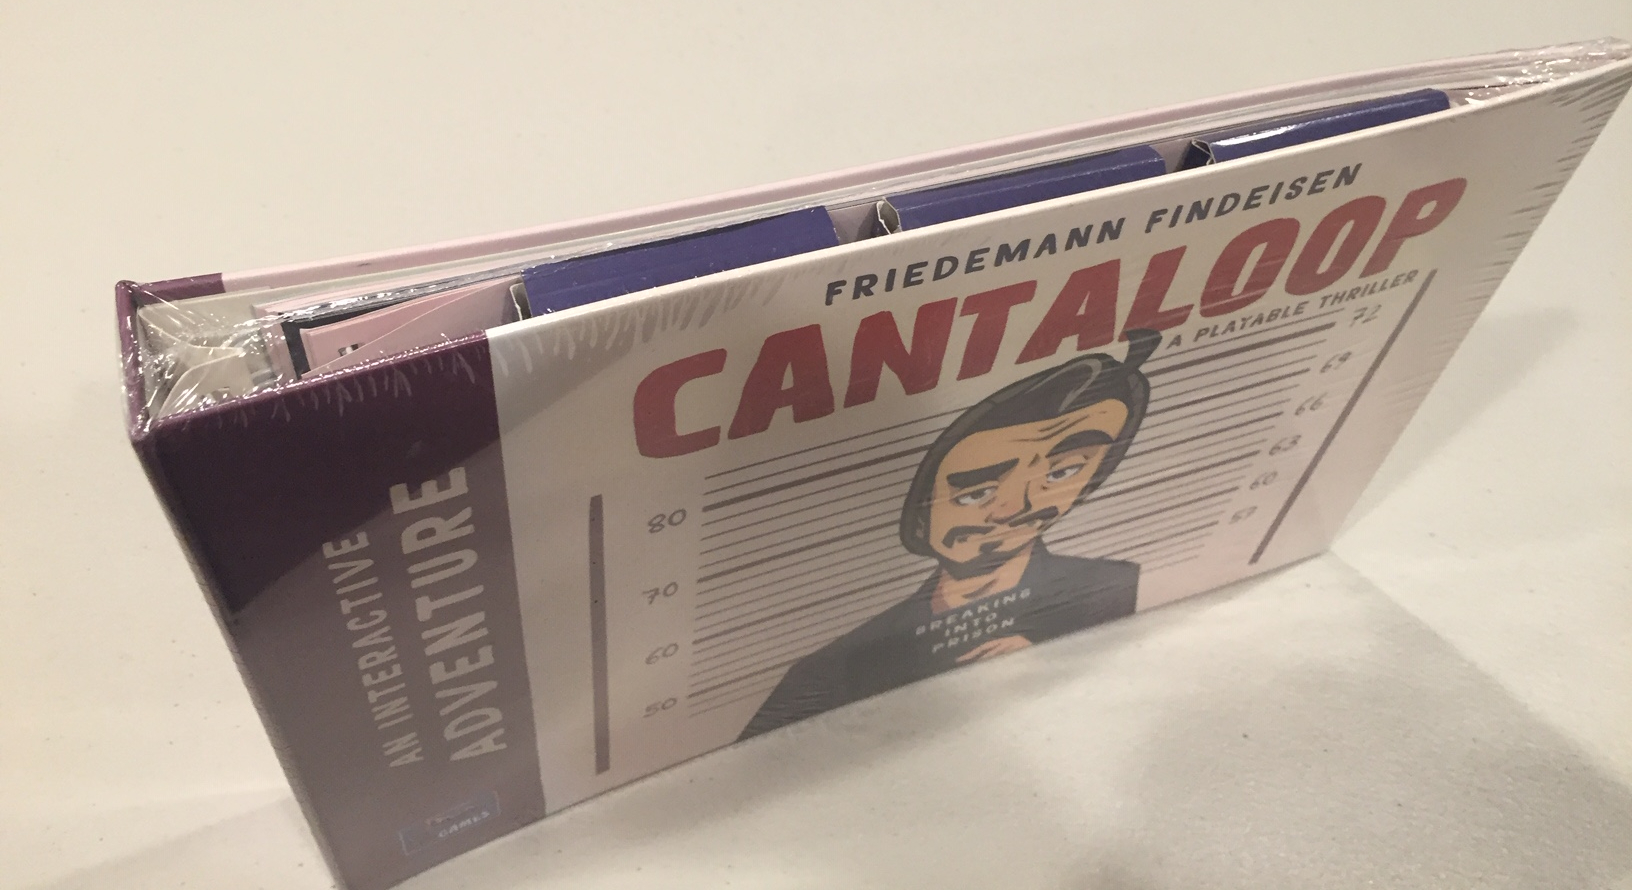 FRIEDEMANN FINDEISEN
CANTALOOP
A PLAYABLE THRILLER
AN INTERACTIVE
ADVENTURE
80
70
60
50
72
69
66
63
60
57
BREAKING
INTO
PRISON
GAMES